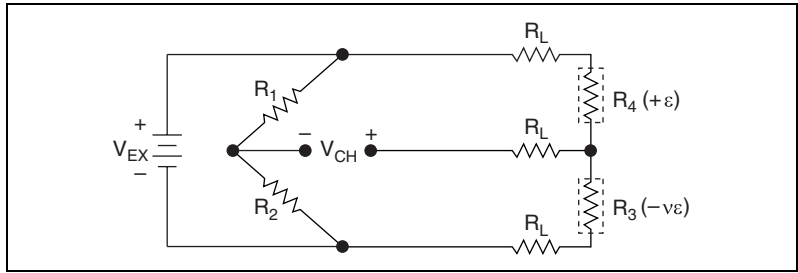 R_L
R_1
R_4 (+ε)
+
V_EX
−
− V_CH +
R_L
R_2
R_3 (−νε)
R_L